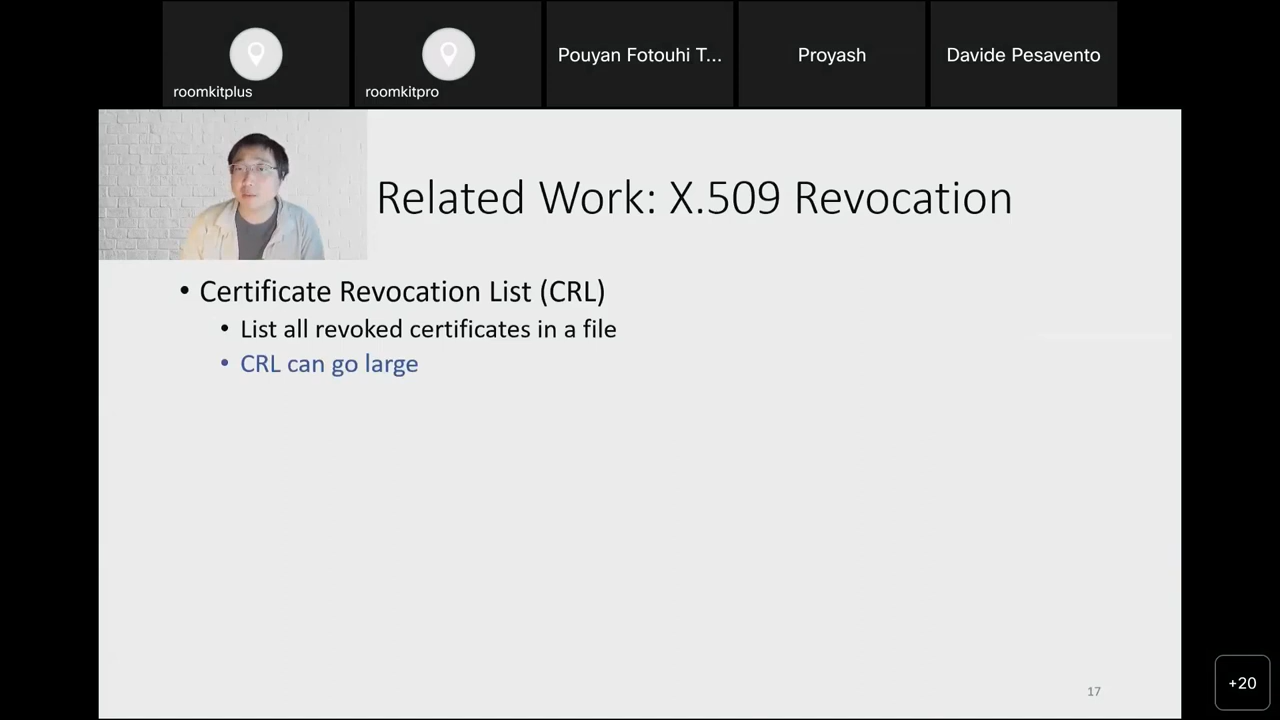 roomkitplus
roomkitpro
Pouyan Fotouhi T...
Proyash
Davide Pesavento
Related Work: X.509 Revocation
• Certificate Revocation List (CRL)
• List all revoked certificates in a file
• CRL can go large
17
+20